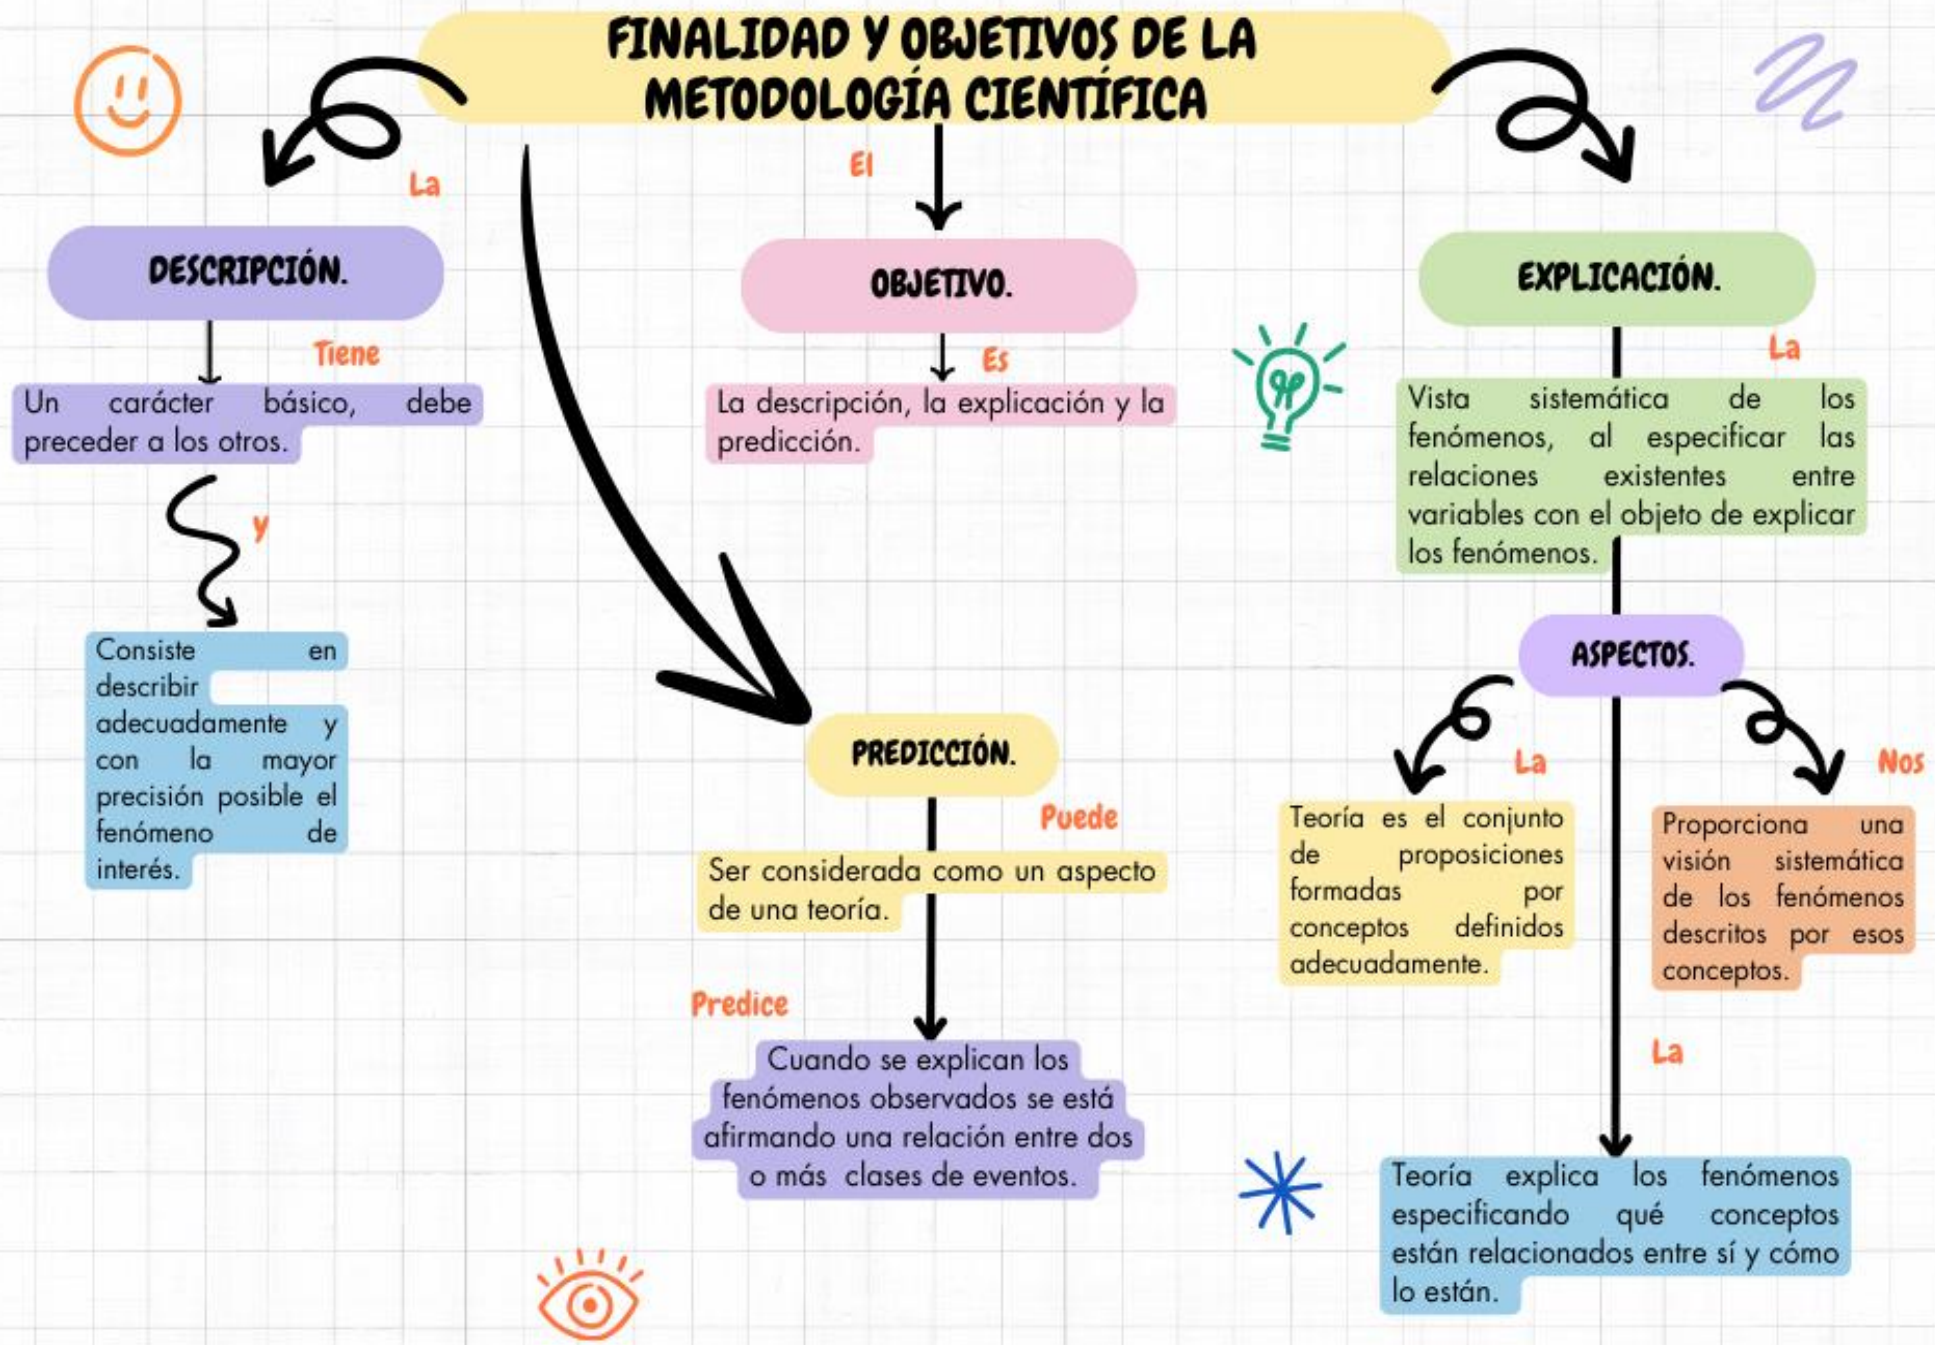 FINALIDAD Y OBJETIVOS DE LA
METODOLOGÍA CIENTÍFICA
La
DESCRIPCIÓN.
Tiene
Un carácter básico, debe
preceder a los otros.
y
Consiste en
describir
adecuadamente y
con la mayor
precisión posible el
fenómeno de
interés.
El
OBJETIVO.
Es
La descripción, la explicación y la
predicción.
PREDICCIÓN.
Puede
Ser considerada como un aspecto
de una teoría.
Predice
Cuando se explican los
fenómenos observados se está
afirmando una relación entre dos
o más clases de eventos.
EXPLICACIÓN.
La
Vista sistemática de los
fenómenos, al especificar las
relaciones existentes entre
variables con el objeto de explicar
los fenómenos.
ASPECTOS.
La
Teoría es el conjunto
de proposiciones
formadas por
conceptos definidos
adecuadamente.
Nos
Proporciona una
visión sistemática
de los fenómenos
descritos por esos
conceptos.
La
Teoría explica los fenómenos
especificando qué conceptos
están relacionados entre sí y cómo
lo están.